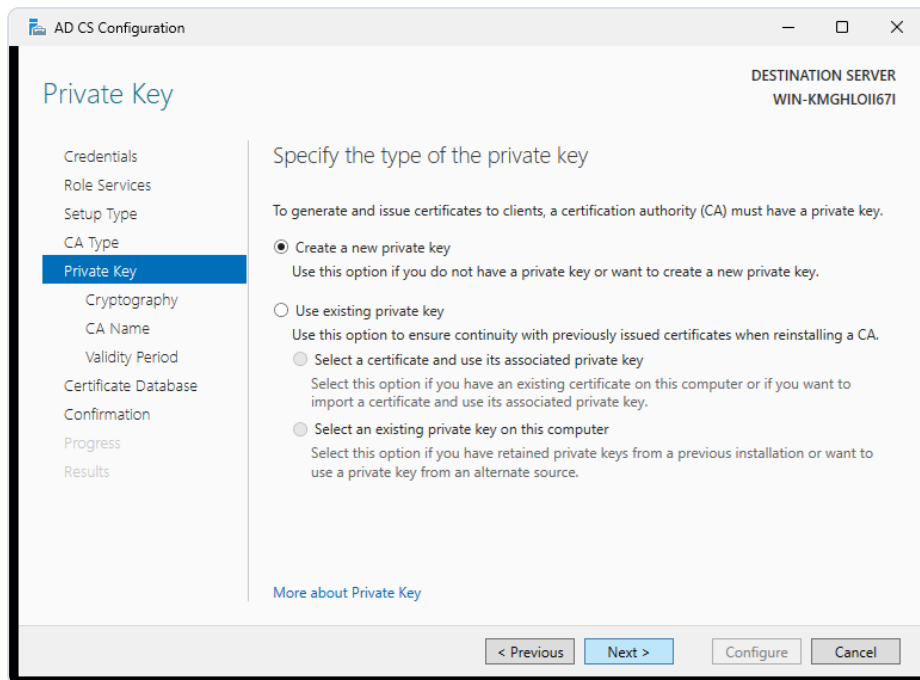 AD CS Configuration
Private Key
DESTINATION SERVER
WIN-KMGHLOII67I
Credentials
Role Services
Setup Type
CA Type
Private Key
Cryptography
CA Name
Validity Period
Certificate Database
Confirmation
Progress
Results
Specify the type of the private key
To generate and issue certificates to clients, a certification authority (CA) must have a private key.
Create a new private key
Use this option if you do not have a private key or want to create a new private key.
Use existing private key
Use this option to ensure continuity with previously issued certificates when reinstalling a CA.
Select a certificate and use its associated private key
Select this option if you have an existing certificate on this computer or if you want to
import a certificate and use its associated private key.
Select an existing private key on this computer
Select this option if you have retained private keys from a previous installation or want to
use a private key from an alternate source.
More about Private Key
< Previous
Next >
Configure
Cancel